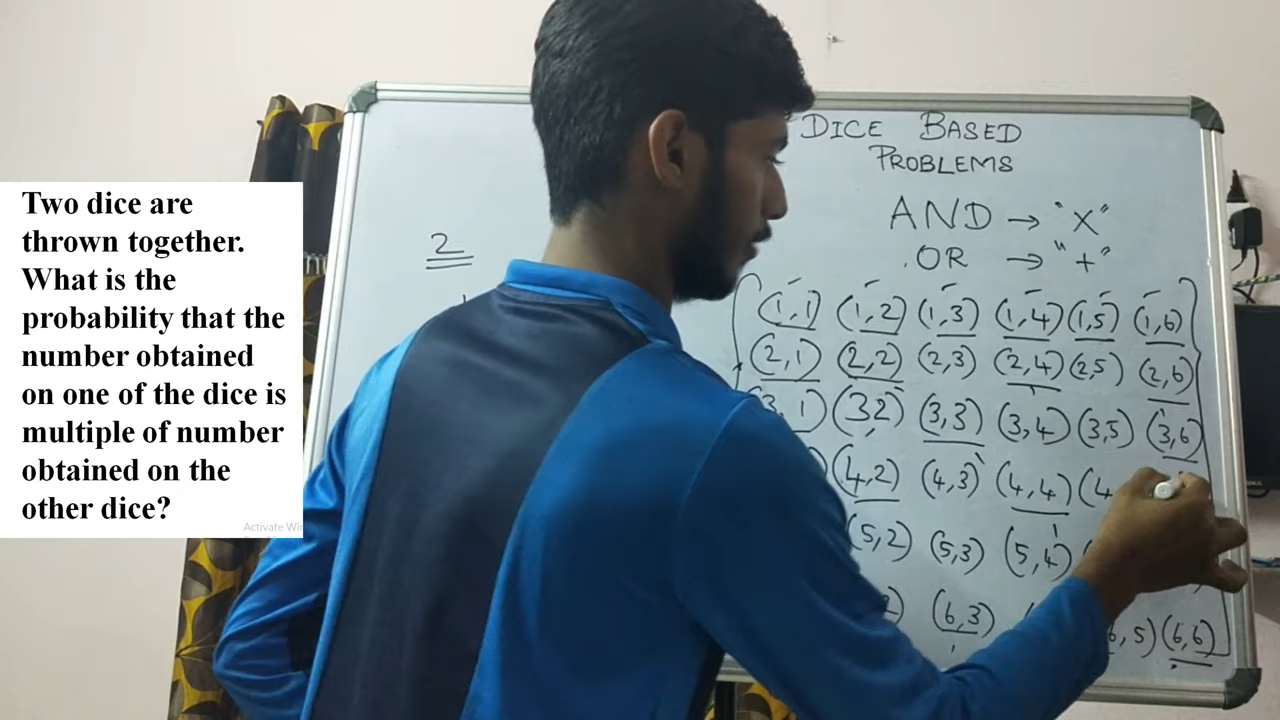 Two dice are
thrown together.
What is the
probability that the
number obtained
on one of the dice is
multiple of number
obtained on the
other dice?
Activate Win
2
DICE BASED
PROBLEMS
AND → "X"
OR → "+"
(1,1) (1,2) (1,3) (1,4) (1,5) (1,6)
(2,1) (2,2) (2,3) (2,4) (2,5) (2,6)
3,1) (3 2) (3,3) (3,4) (3,5) (3,6)
(4,2) (4,3) (4,4) (4
(5,2) (5,3) (5,4)
(6,3) 6,5) (6,6)